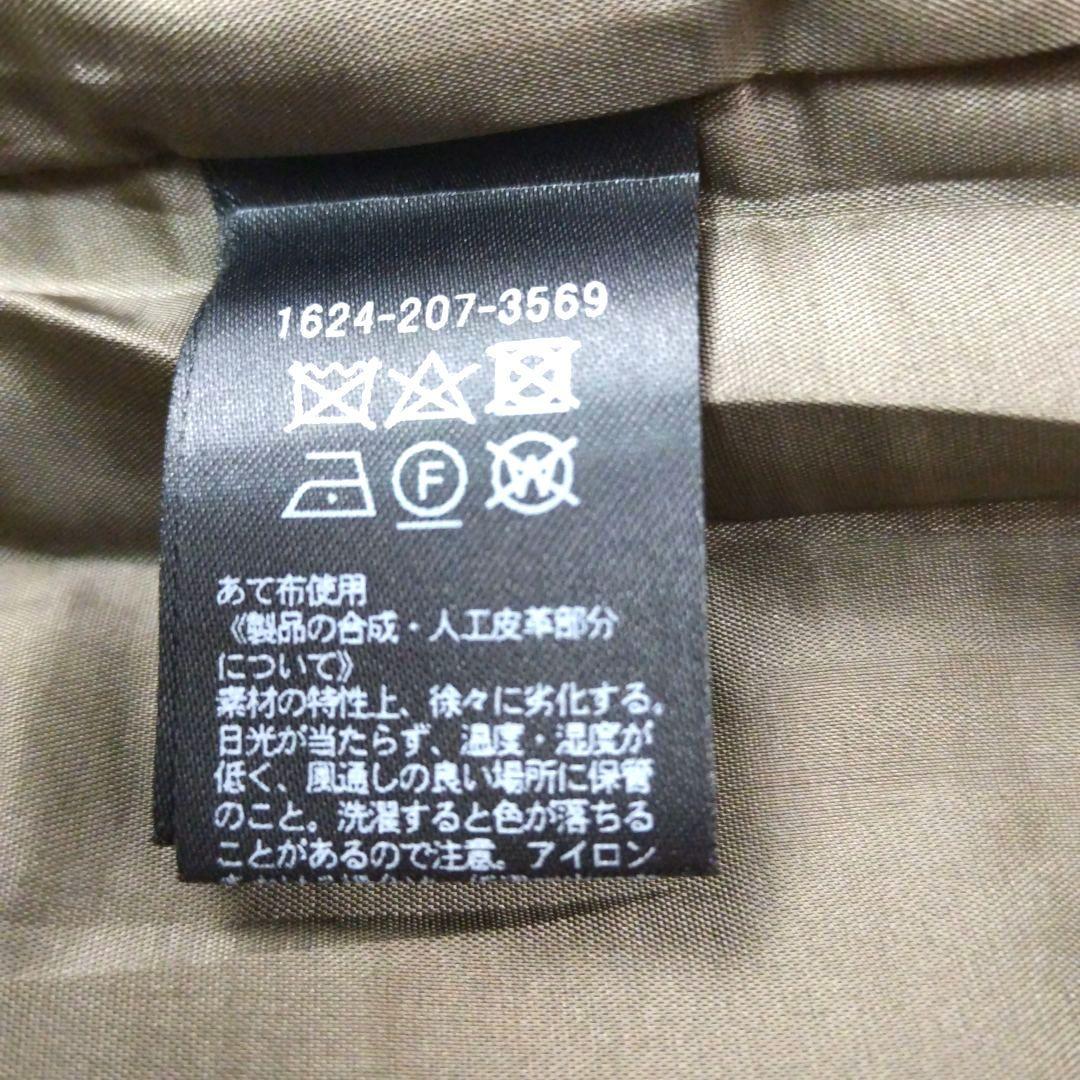 1624-207-3569
F
W
あて布使用
《製品の合成・人工皮革部分
について》
素材の特性上、徐々に劣化する。
日光が当たらず、温度・湿度が
低く、風通しの良い場所に保管
のこと。洗濯すると色が落ちる
ことがあるので注意。アイロン